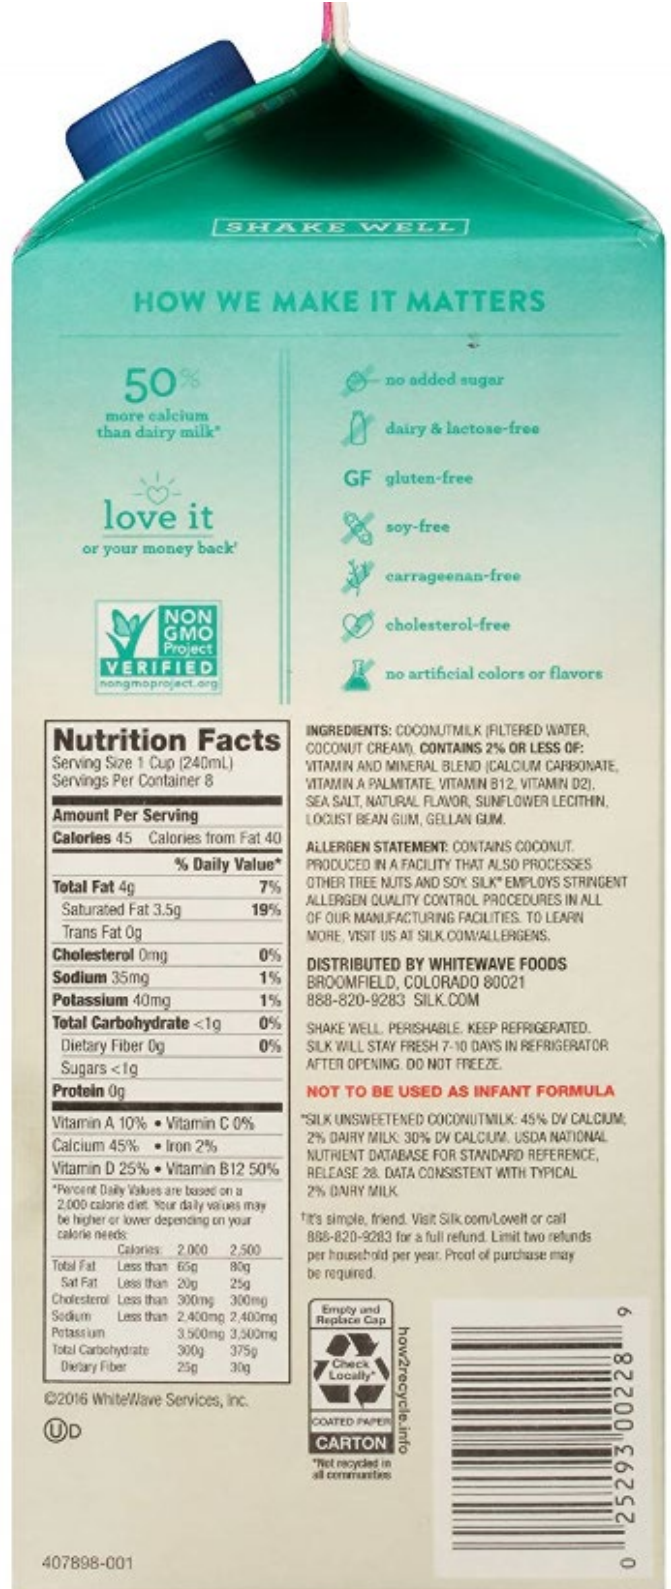 SHAKE WELL
HOW WE MAKE IT MATTERS
50%
more calcium
than dairy milk*
love it
or your money back†
NON
GMO
Project
VERIFIED
nongmoproject.org
no added sugar
dairy & lactose-free
GF gluten-free
soy-free
carrageenan-free
cholesterol-free
no artificial colors or flavors
Nutrition Facts
Serving Size 1 Cup (240mL)
Servings Per Container 8
Amount Per Serving
Calories 45 Calories from Fat 40
% Daily Value*
Total Fat 4g 7%
Saturated Fat 3.5g 19%
Trans Fat 0g
Cholesterol 0mg 0%
Sodium 35mg 1%
Potassium 40mg 1%
Total Carbohydrate <1g 0%
Dietary Fiber 0g 0%
Sugars <1g
Protein 0g
Vitamin A 10% • Vitamin C 0%
Calcium 45% • Iron 2%
Vitamin D 25% • Vitamin B12 50%
*Percent Daily Values are based on a
2,000 calorie diet. Your daily values may
be higher or lower depending on your
calorie needs:
Calories: 2,000 2,500
Total Fat Less than 65g 80g
Sat Fat Less than 20g 25g
Cholesterol Less than 300mg 300mg
Sodium Less than 2,400mg 2,400mg
Potassium 3,500mg 3,500mg
Total Carbohydrate 300g 375g
Dietary Fiber 25g 30g
©2016 WhiteWave Services, Inc.
UD
407898-001
INGREDIENTS: COCONUTMILK (FILTERED WATER,
COCONUT CREAM), CONTAINS 2% OR LESS OF:
VITAMIN AND MINERAL BLEND (CALCIUM CARBONATE,
VITAMIN A PALMITATE, VITAMIN B12, VITAMIN D2),
SEA SALT, NATURAL FLAVOR, SUNFLOWER LECITHIN,
LOCUST BEAN GUM, GELLAN GUM.
ALLERGEN STATEMENT: CONTAINS COCONUT.
PRODUCED IN A FACILITY THAT ALSO PROCESSES
OTHER TREE NUTS AND SOY. SILK® EMPLOYS STRINGENT
ALLERGEN QUALITY CONTROL PROCEDURES IN ALL
OF OUR MANUFACTURING FACILITIES. TO LEARN
MORE, VISIT US AT SILK.COM/ALLERGENS.
DISTRIBUTED BY WHITEWAVE FOODS
BROOMFIELD, COLORADO 80021
888-820-9283 SILK.COM
SHAKE WELL. PERISHABLE. KEEP REFRIGERATED.
SILK WILL STAY FRESH 7-10 DAYS IN REFRIGERATOR
AFTER OPENING. DO NOT FREEZE.
NOT TO BE USED AS INFANT FORMULA
*SILK UNSWEETENED COCONUTMILK: 45% DV CALCIUM;
2% DAIRY MILK: 30% DV CALCIUM. USDA NATIONAL
NUTRIENT DATABASE FOR STANDARD REFERENCE,
RELEASE 28. DATA CONSISTENT WITH TYPICAL
2% DAIRY MILK.
†It's simple, friend. Visit Silk.com/LoveIt or call
888-820-9283 for a full refund. Limit two refunds
per household per year. Proof of purchase may
be required.
Empty and
Replace Cap
Check
Locally*
COATED PAPER
CARTON
*Not recycled in
all communities
how2recycle.info
0 25293 00228 9